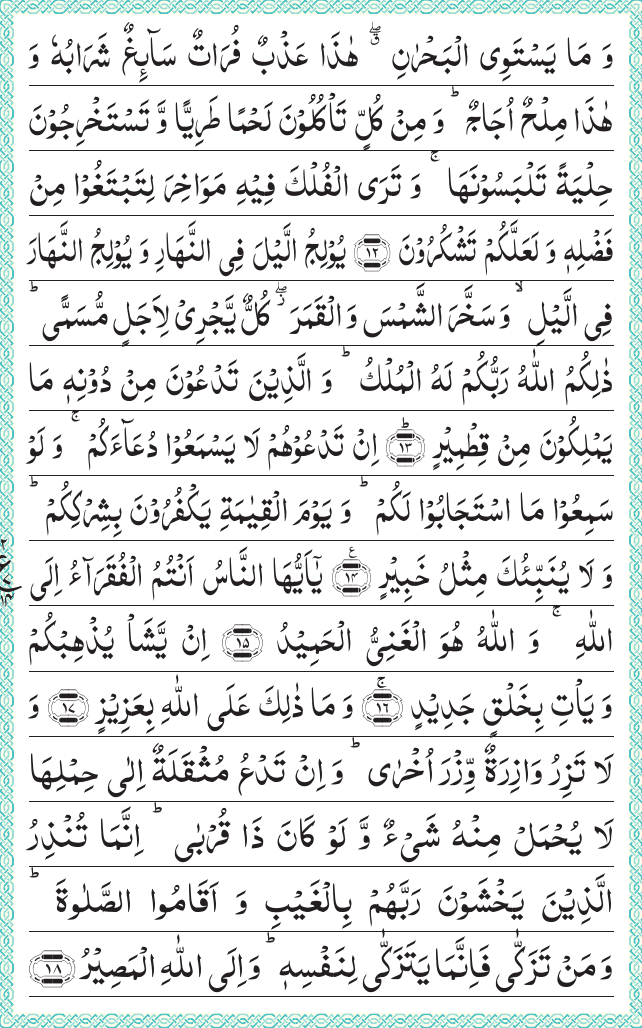 وَ مَا يَسْتَوِى الْبَحْرٰنِ ۖۗ هٰذَا عَذْبٌ فُرَاتٌ سَآئِغٌ شَرَابُهٗ وَ
هٰذَا مِلْحٌ اُجَاجٌ ؕ وَ مِنْ كُلٍّ تَاْكُلُوْنَ لَحْمًا طَرِيًّا وَّ تَسْتَخْرِجُوْنَ
حِلْيَةً تَلْبَسُوْنَهَا ۚ وَ تَرَى الْفُلْكَ فِيْهِ مَوَاخِرَ لِتَبْتَغُوْا مِنْ
فَضْلِهٖ وَ لَعَلَّكُمْ تَشْكُرُوْنَ ﴿۱۲﴾ يُوْلِجُ الَّيْلَ فِى النَّهَارِ وَ يُوْلِجُ النَّهَارَ
فِى الَّيْلِ ۙ وَ سَخَّرَ الشَّمْسَ وَ الْقَمَرَ ۖ٘ كُلٌّ يَّجْرِىْ لِاَجَلٍ مُّسَمًّى ؕ
ذٰلِكُمُ اللّٰهُ رَبُّكُمْ لَهُ الْمُلْكُ ؕ وَ الَّذِيْنَ تَدْعُوْنَ مِنْ دُوْنِهٖ مَا
يَمْلِكُوْنَ مِنْ قِطْمِيْرٍ ﴿ؕ۱۳﴾ اِنْ تَدْعُوْهُمْ لَا يَسْمَعُوْا دُعَآءَكُمْ ۚ وَ لَوْ
سَمِعُوْا مَا اسْتَجَابُوْا لَكُمْ ؕ وَ يَوْمَ الْقِيٰمَةِ يَكْفُرُوْنَ بِشِرْكِكُمْ ؕ
وَ لَا يُنَبِّئُكَ مِثْلُ خَبِيْرٍ ﴿۱۴﴾ يٰۤاَيُّهَا النَّاسُ اَنْتُمُ الْفُقَرَآءُ اِلَى
اللّٰهِ ۚ وَ اللّٰهُ هُوَ الْغَنِىُّ الْحَمِيْدُ ﴿۱۵﴾ اِنْ يَّشَاْ يُذْهِبْكُمْ
وَ يَاْتِ بِخَلْقٍ جَدِيْدٍ ﴿ۚ۱۶﴾ وَ مَا ذٰلِكَ عَلَى اللّٰهِ بِعَزِيْزٍ ﴿۱۷﴾ وَ
لَا تَزِرُ وَازِرَةٌ وِّزْرَ اُخْرٰى ؕ وَ اِنْ تَدْعُ مُثْقَلَةٌ اِلٰى حِمْلِهَا
لَا يُحْمَلْ مِنْهُ شَىْءٌ وَّ لَوْ كَانَ ذَا قُرْبٰى ؕ اِنَّمَا تُنْذِرُ
الَّذِيْنَ يَخْشَوْنَ رَبَّهُمْ بِالْغَيْبِ وَ اَقَامُوا الصَّلٰوةَ ؕ
وَ مَنْ تَزَكّٰى فَاِنَّمَا يَتَزَكّٰى لِنَفْسِهٖ ؕ وَ اِلَى اللّٰهِ الْمَصِيْرُ ﴿۱۸﴾